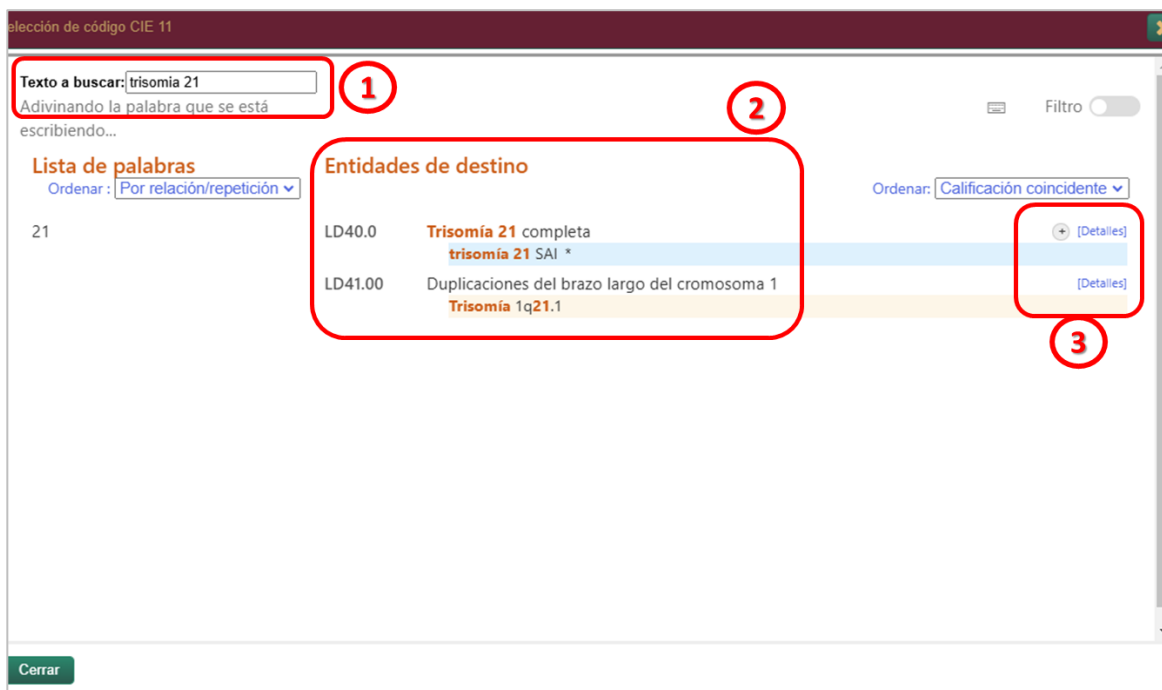 elección de código CIE 11
Texto a buscar: trisomia 21
1
Adivinando la palabra que se está
escribiendo...
2
Filtro
Lista de palabras
Ordenar : Por relación/repetición
Entidades de destino
Ordenar: Calificación coincidente
21
LD40.0 Trisomía 21 completa [Detalles]
trisomía 21 SAI *
LD41.00 Duplicaciones del brazo largo del cromosoma 1 [Detalles]
Trisomía 1q21.1
3
Cerrar